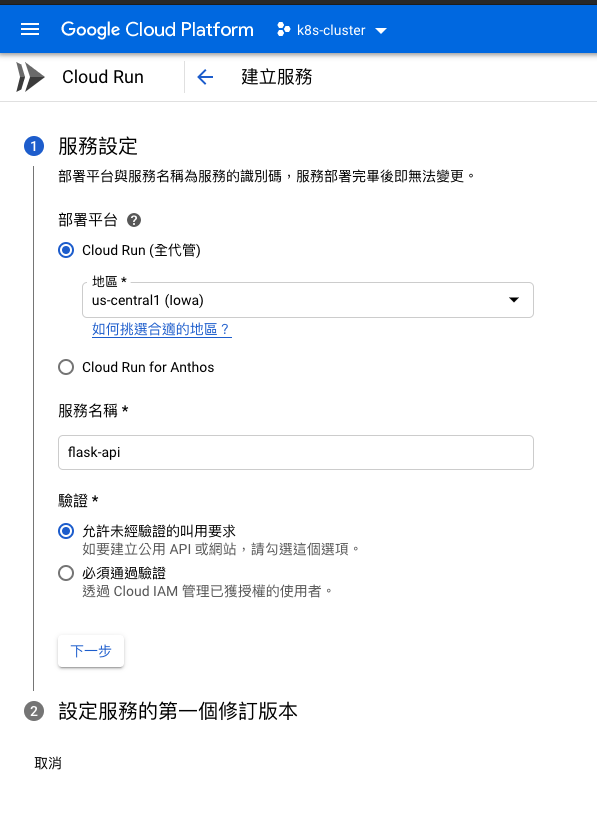 Google Cloud Platform
k8s-cluster
Cloud Run
建立服務
1 服務設定
部署平台與服務名稱為服務的識別碼，服務部署完畢後即無法變更。
部署平台 ?
Cloud Run (全代管)
地區 *
us-central1 (Iowa)
如何挑選合適的地區？
Cloud Run for Anthos
服務名稱 *
flask-api
驗證 *
允許未經驗證的叫用要求
如要建立公用 API 或網站，請勾選這個選項。
必須通過驗證
透過 Cloud IAM 管理已獲授權的使用者。
下一步
2 設定服務的第一個修訂版本
取消